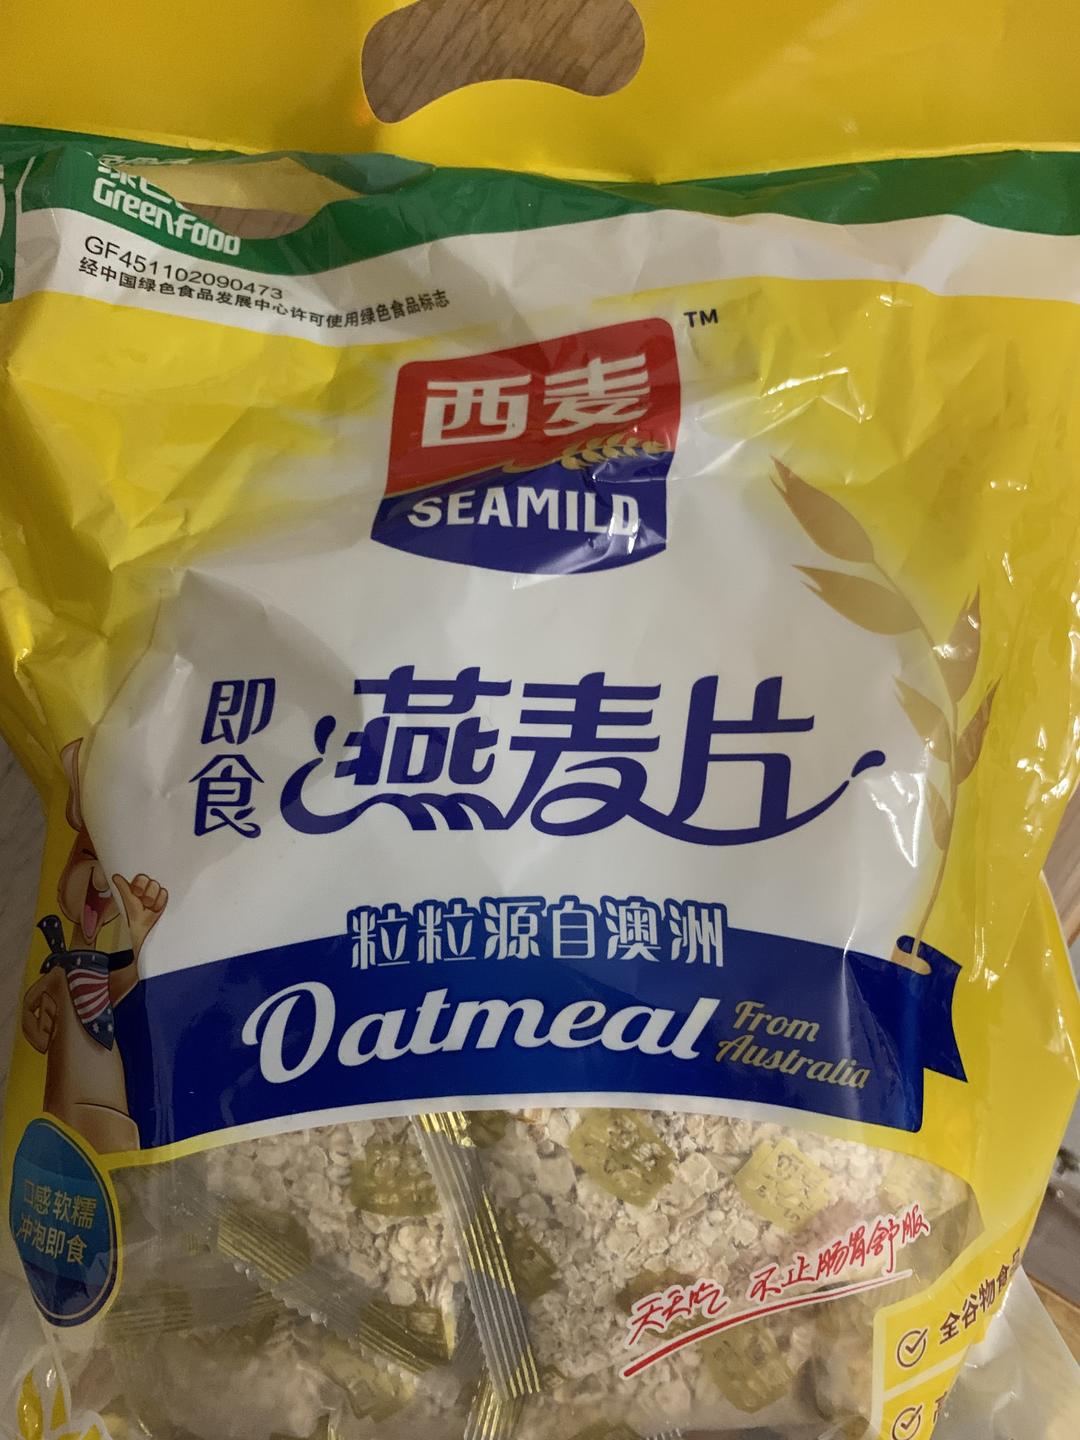 GreenFood
GF451102090473
经中国绿色食品发展中心许可使用绿色食品标志
西麦
TM
SEAMILD
即食
燕麦片
粒粒源自澳洲
Oatmeal
From
Australia
口感软糯
冲泡即食
天天吃 不止肠胃舒服
全谷物食品